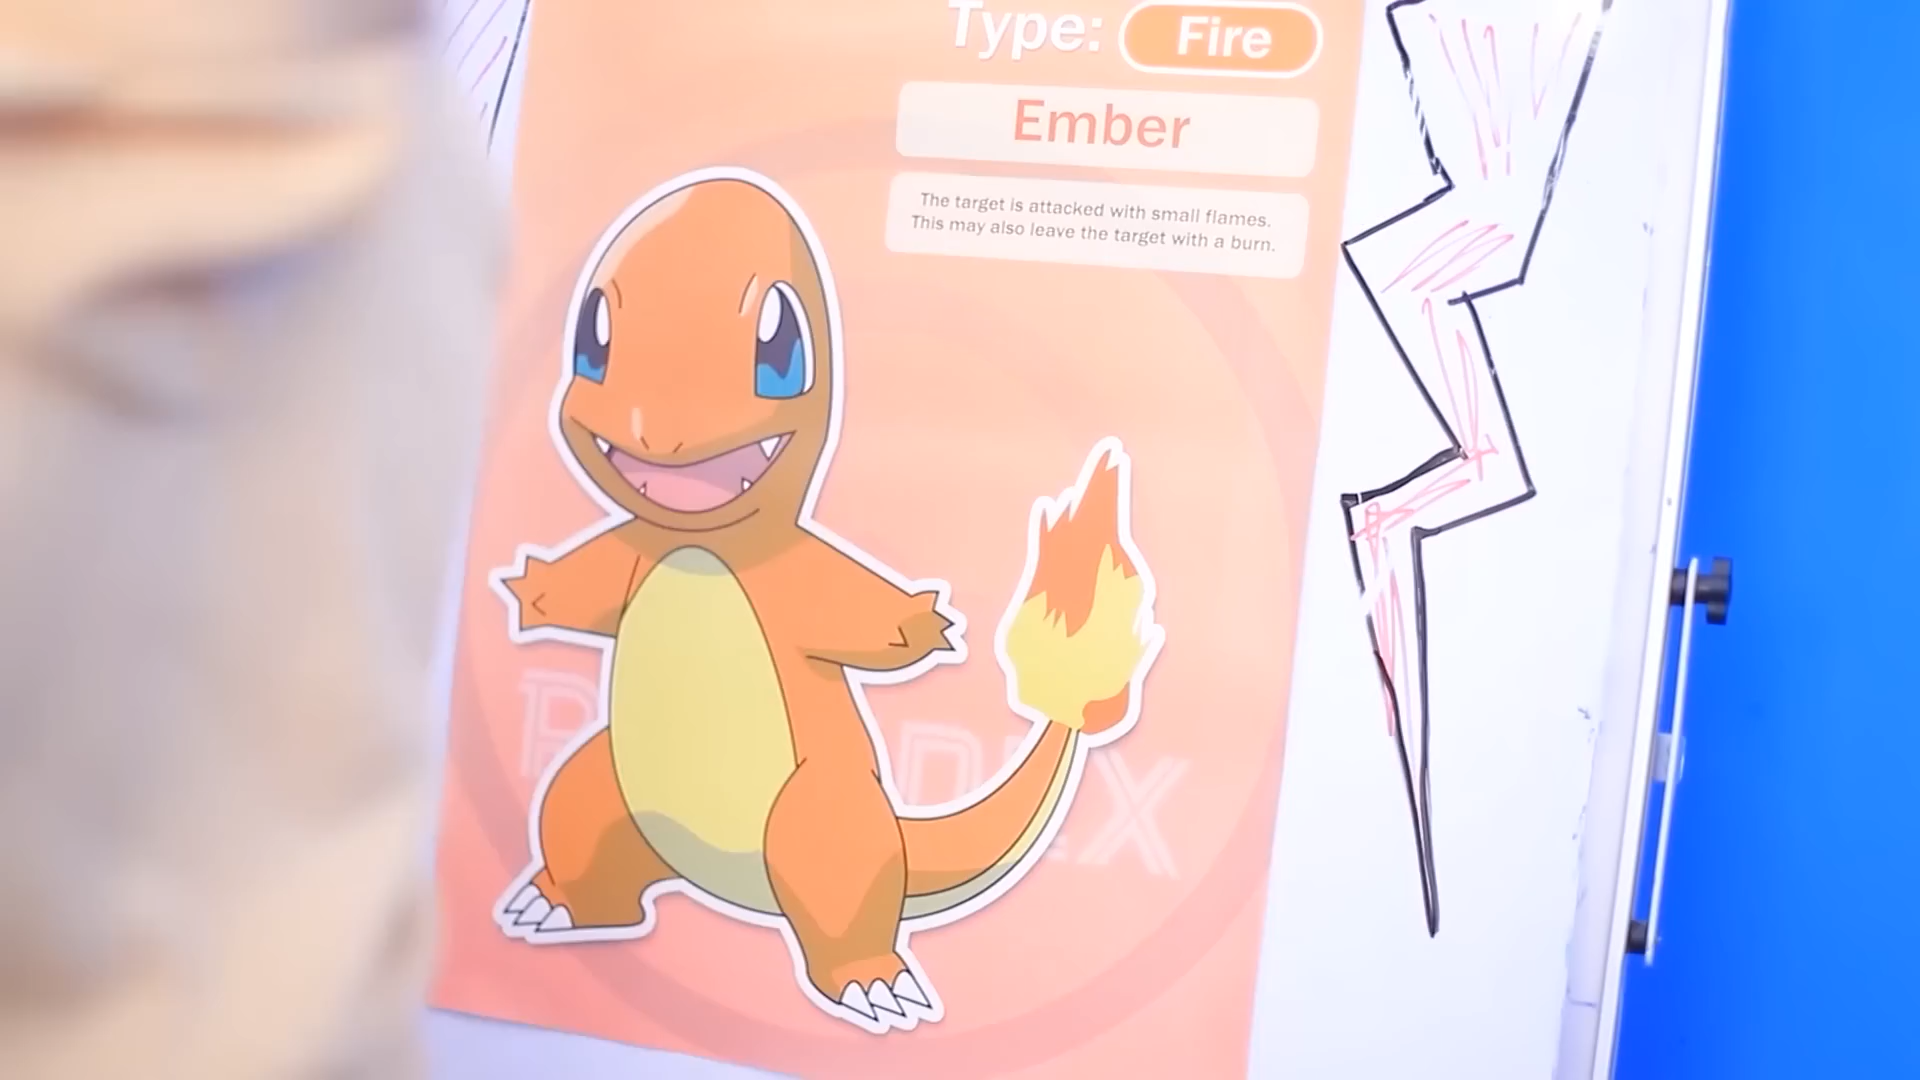 Type: Fire
Ember
The target is attacked with small flames.
This may also leave the target with a burn.